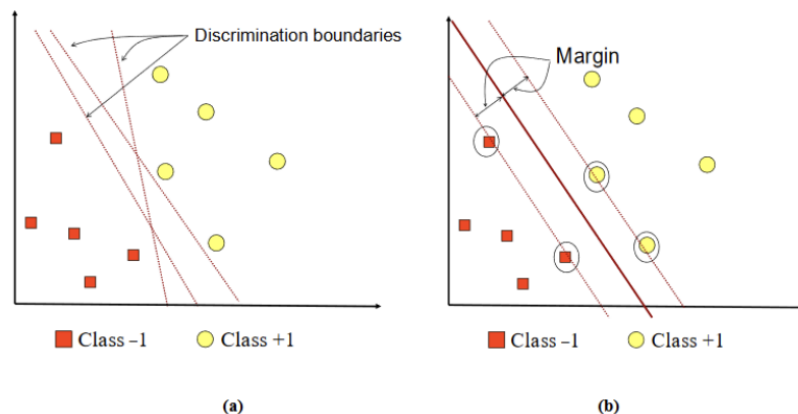 Discrimination boundaries
Margin
Class –1
Class +1
Class –1
Class +1
(a)
(b)